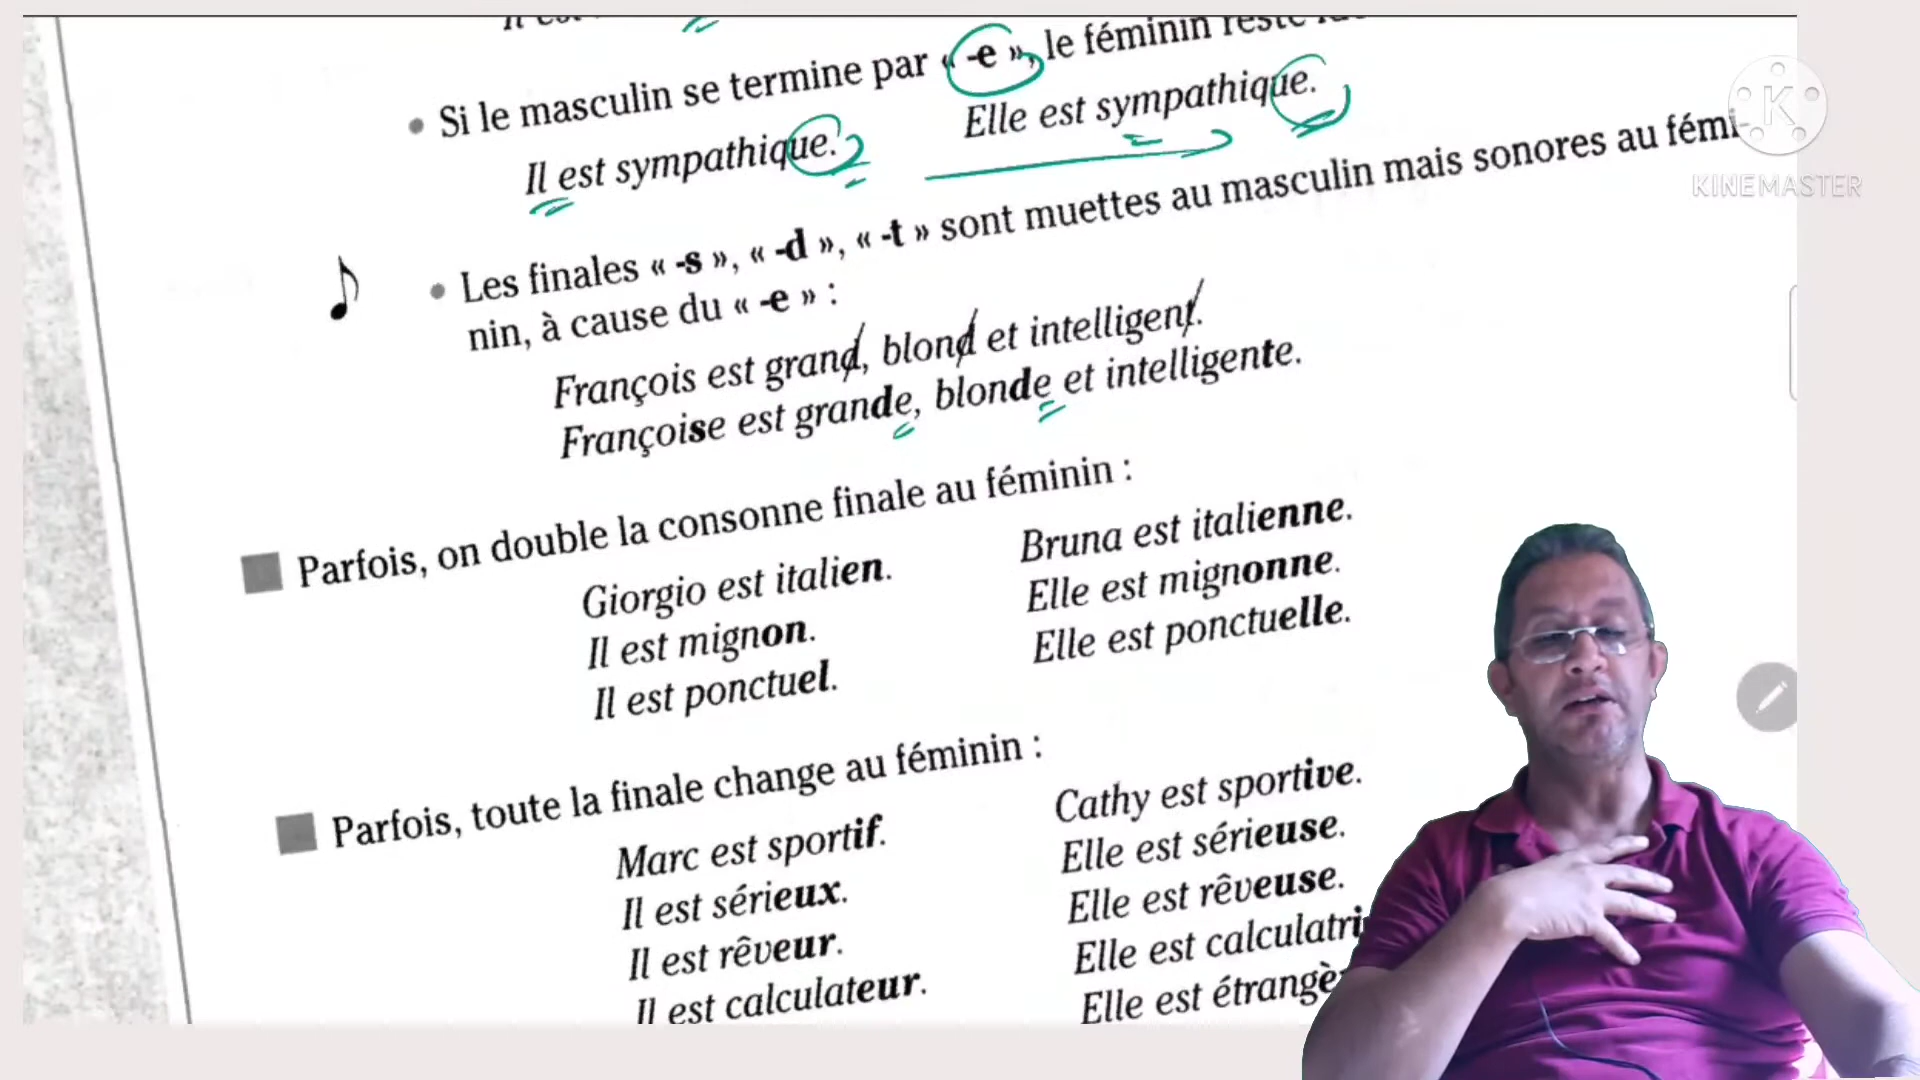 Il est
• Si le masculin se termine par « -e », le féminin reste
Il est sympathique. Elle est sympathique.
• Les finales « -s », « -d », « -t » sont muettes au masculin mais sonores au fémi-
nin, à cause du « -e » :
François est grand, blond et intelligent.
Françoise est grande, blonde et intelligente.
Parfois, on double la consonne finale au féminin :
Giorgio est italien. Bruna est italienne.
Il est mignon. Elle est mignonne.
Il est ponctuel. Elle est ponctuelle.
Parfois, toute la finale change au féminin :
Marc est sportif. Cathy est sportive.
Il est sérieux. Elle est sérieuse.
Il est rêveur. Elle est rêveuse.
Il est calculateur. Elle est calculatri
Elle est étrangè
K
KINEMASTER